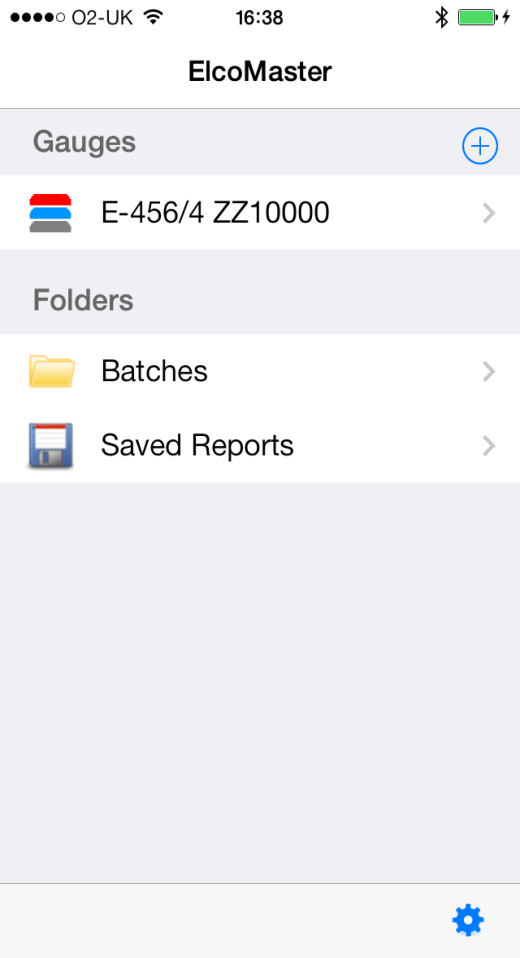 O2-UK 16:38
ElcoMaster
Gauges
E-456/4 ZZ10000
Folders
Batches
Saved Reports